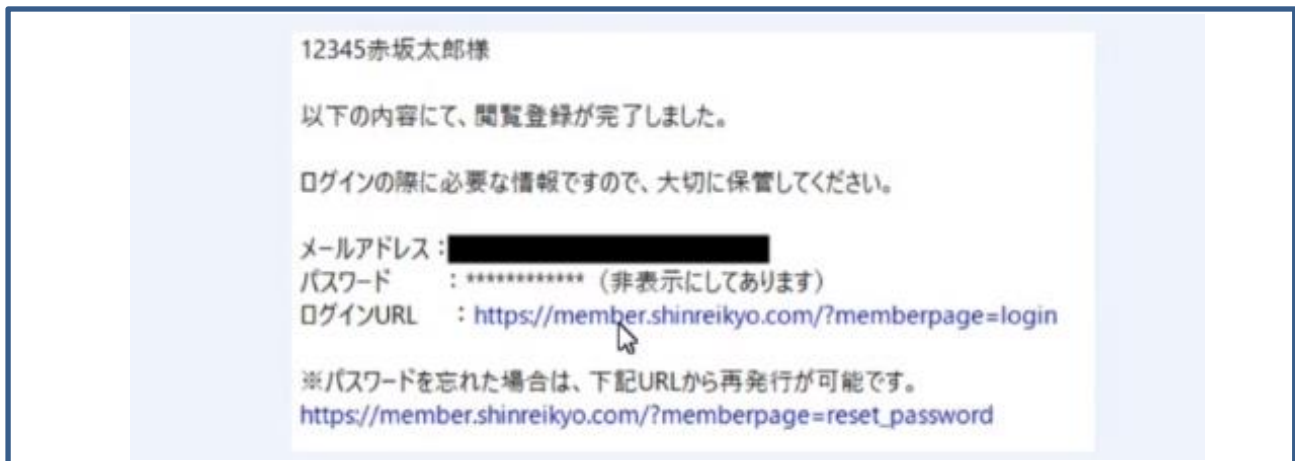 12345赤坂太郎様
以下の内容にて、閲覧登録が完了しました。
ログインの際に必要な情報ですので、大切に保管してください。
メールアドレス：
パスワード　　：************（非表示にしてあります）
ログインURL　：https://member.shinreikyo.com/?memberpage=login
※パスワードを忘れた場合は、下記URLから再発行が可能です。
https://member.shinreikyo.com/?memberpage=reset_password